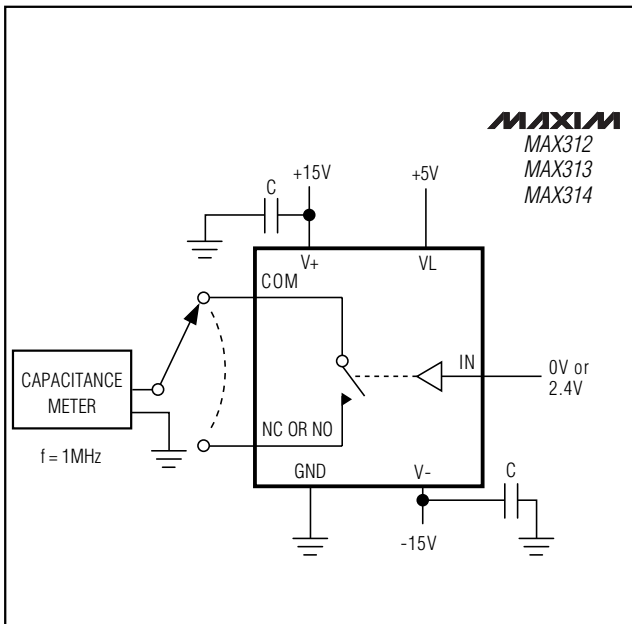 MAXIM
MAX312
MAX313
MAX314
C
+15V
+5V
V+
VL
COM
IN
0V or
2.4V
CAPACITANCE
METER
f = 1MHz
NC OR NO
GND
V-
C
-15V